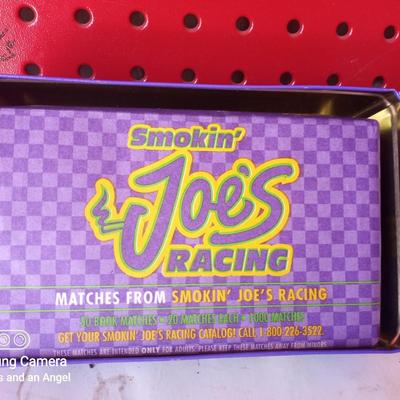 Smokin'
JOE'S
RACING
MATCHES FROM SMOKIN' JOE'S RACING
50 BOOK MATCHES • 20 MATCHES EACH • 1000 MATCHES
GET YOUR SMOKIN' JOE'S RACING CATALOG! CALL 1-800-226-3522.
THESE MATCHES ARE INTENDED ONLY FOR ADULTS. PLEASE KEEP THESE MATCHES AWAY FROM MINORS.
ung Camera
s and an Angel